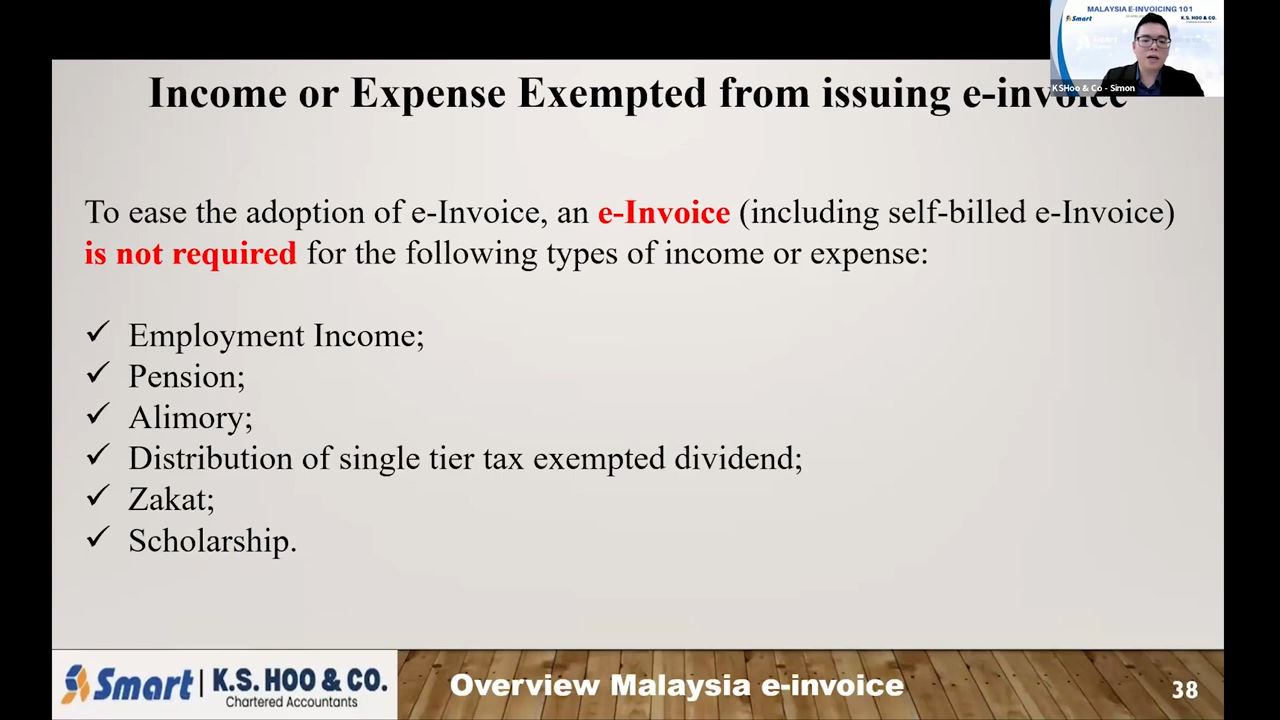 MALAYSIA E-INVOICING 101
Smart
K.S. HOO & CO.
KSHoo & Co - Simon
Income or Expense Exempted from issuing e-invoice
To ease the adoption of e-Invoice, an e-Invoice (including self-billed e-Invoice)
is not required for the following types of income or expense:
✓ Employment Income;
✓ Pension;
✓ Alimory;
✓ Distribution of single tier tax exempted dividend;
✓ Zakat;
✓ Scholarship.
Smart | K.S. HOO & CO.
Chartered Accountants
Overview Malaysia e-invoice
38